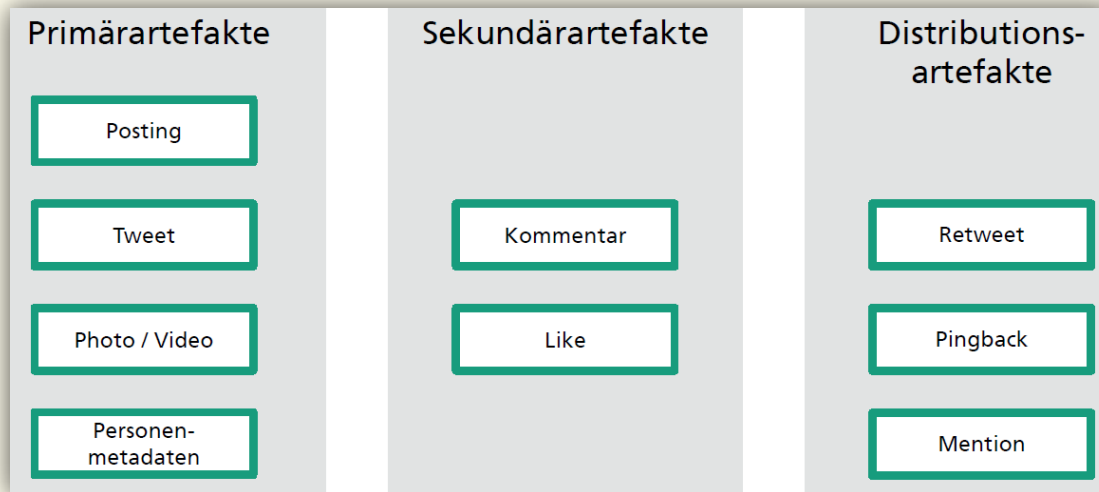 Primärartefakte
Posting
Tweet
Photo / Video
Personen-
metadaten
Sekundärartefakte
Kommentar
Like
Distributions-
artefakte
Retweet
Pingback
Mention